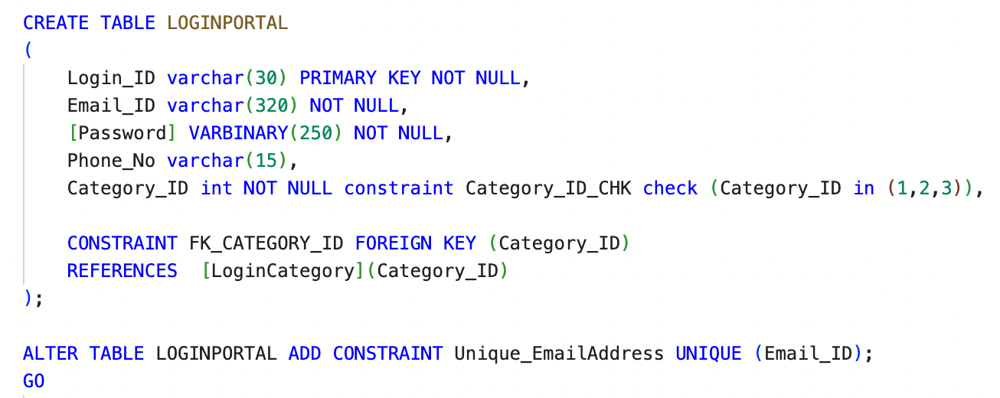 CREATE TABLE LOGINPORTAL
(
Login_ID varchar(30) PRIMARY KEY NOT NULL,
Email_ID varchar(320) NOT NULL,
[Password] VARBINARY(250) NOT NULL,
Phone_No varchar(15),
Category_ID int NOT NULL constraint Category_ID_CHK check (Category_ID in (1,2,3)),
CONSTRAINT FK_CATEGORY_ID FOREIGN KEY (Category_ID)
REFERENCES  [LoginCategory](Category_ID)
);
ALTER TABLE LOGINPORTAL ADD CONSTRAINT Unique_EmailAddress UNIQUE (Email_ID);
GO